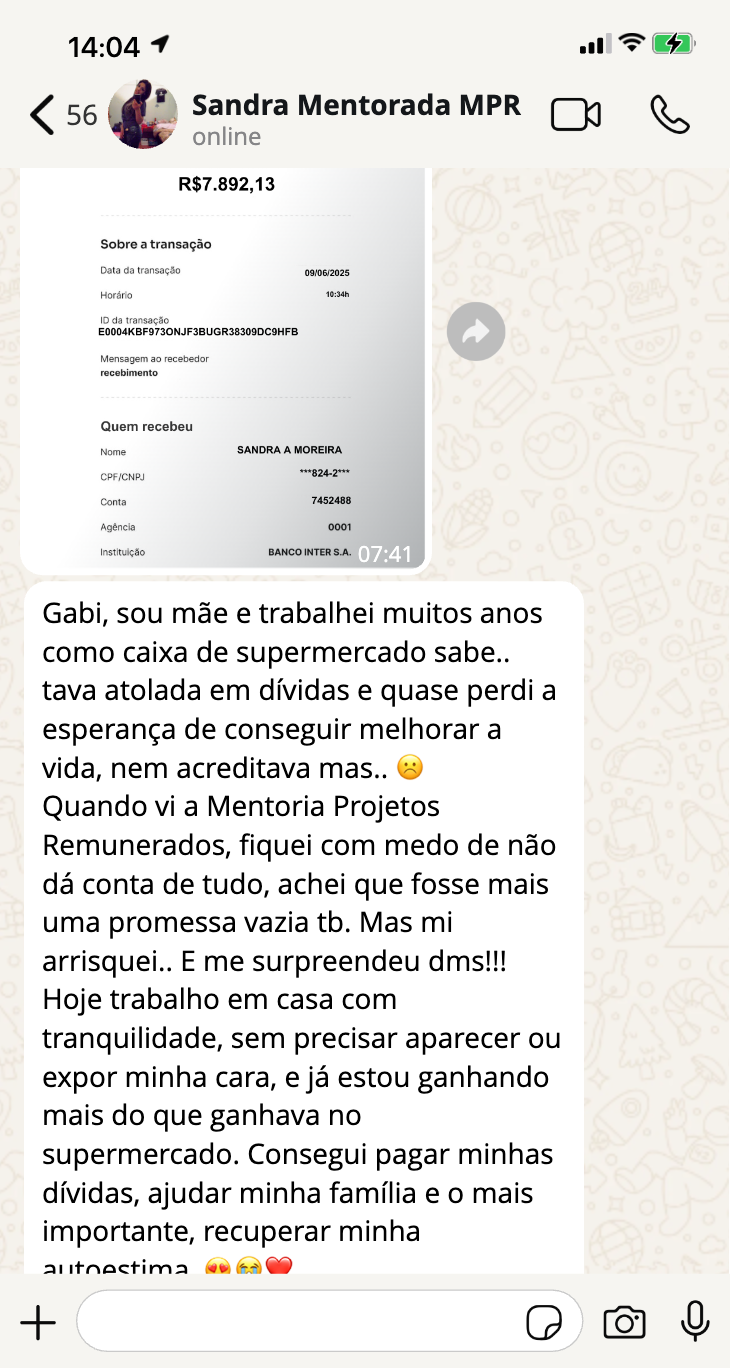 14:04
56
Sandra Mentorada MPR
online
R$7.892,13
Sobre a transação
Data da transação 09/06/2025
Horário 10:34h
ID da transação
E0004KBF973ONJF3BUGR38309DC9HFB
Mensagem ao recebedor
recebimento
Quem recebeu
Nome SANDRA A MOREIRA
CPF/CNPJ ***824-2***
Conta 7452488
Agência 0001
Instituição BANCO INTER S.A.
07:41
Gabi, sou mãe e trabalhei muitos anos
como caixa de supermercado sabe..
tava atolada em dívidas e quase perdi a
esperança de conseguir melhorar a
vida, nem acreditava mas.. ☹️
Quando vi a Mentoria Projetos
Remunerados, fiquei com medo de não
dá conta de tudo, achei que fosse mais
uma promessa vazia tb. Mas mi
arrisquei.. E me surpreendeu dms!!!
Hoje trabalho em casa com
tranquilidade, sem precisar aparecer ou
expor minha cara, e já estou ganhando
mais do que ganhava no
supermercado. Consegui pagar minhas
dívidas, ajudar minha família e o mais
importante, recuperar minha
autoestima. 😍😭❤️